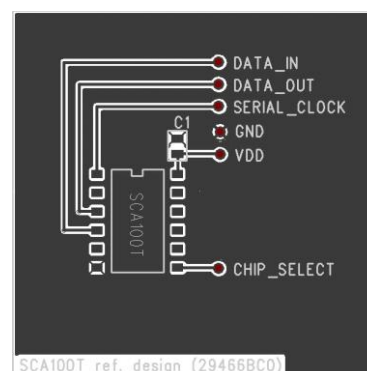 DATA_IN
DATA_OUT
SERIAL_CLOCK
C1
GND
VDD
SCA100T
CHIP_SELECT
SCA100T ref. design (29466BC0)